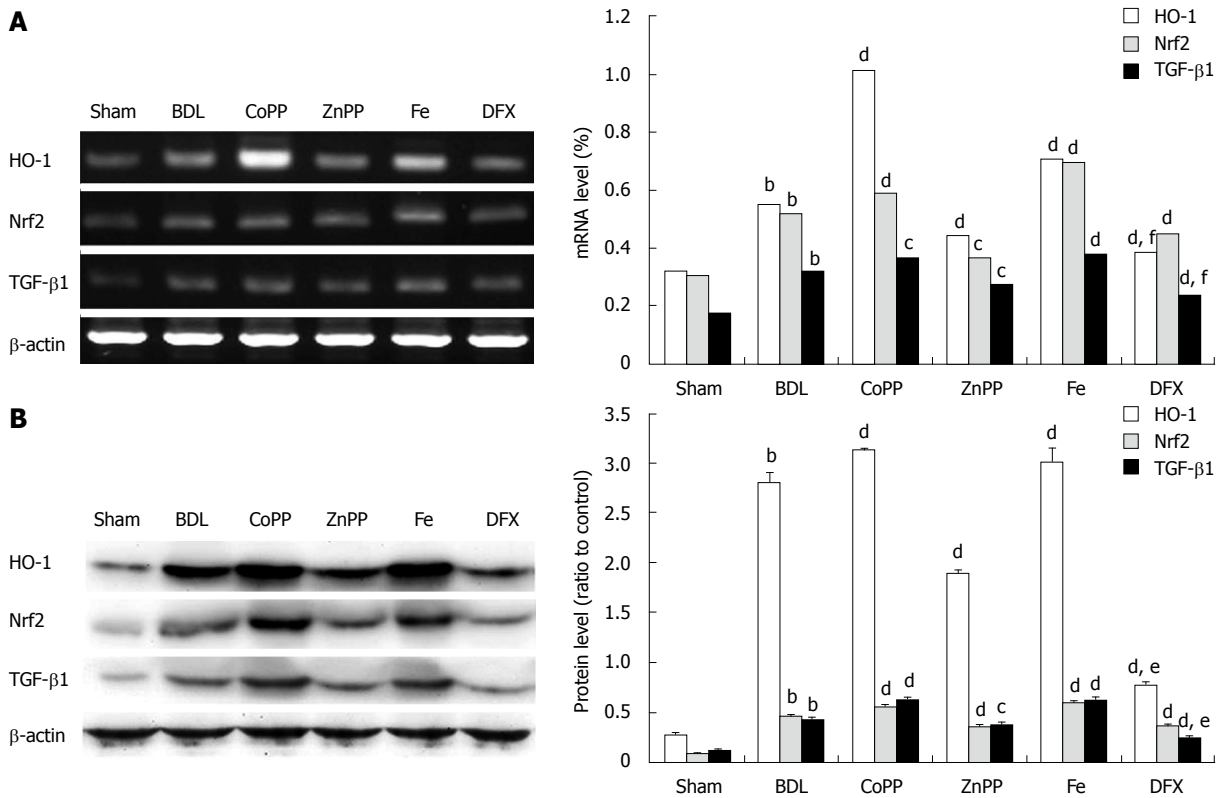 A
Sham BDL CoPP ZnPP Fe DFX
HO-1
Nrf2
TGF-β1
β-actin
mRNA level (%)
1.2
1.0
0.8
0.6
0.4
0.2
0
HO-1
Nrf2
TGF-β1
b b b
d d c
d c c
d d d
d, f d d, f
Sham BDL CoPP ZnPP Fe DFX
B
Sham BDL CoPP ZnPP Fe DFX
HO-1
Nrf2
TGF-β1
β-actin
Protein level (ratio to control)
3.5
3.0
2.5
2.0
1.5
1.0
0.5
0
HO-1
Nrf2
TGF-β1
b b b
d d d
d d c
d d d
d, e d d, e
Sham BDL CoPP ZnPP Fe DFX